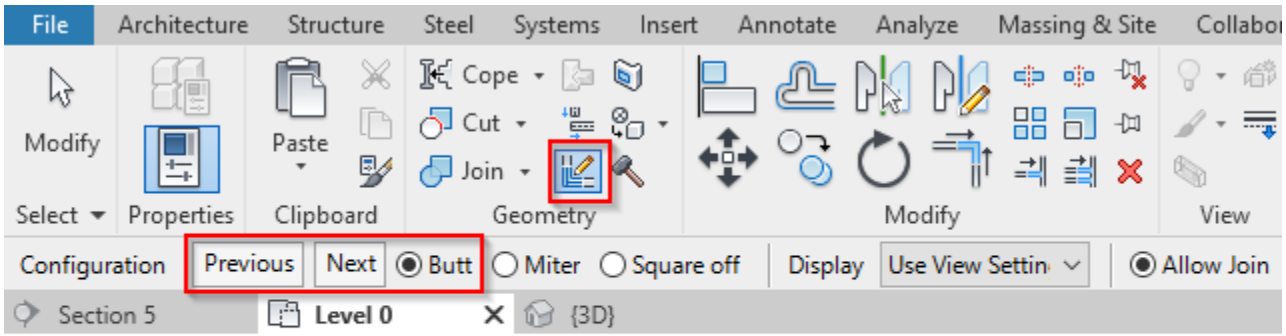 File Architecture Structure Steel Systems Insert Annotate Analyze Massing & Site Collabor
Cope
Cut
Modify Paste
Join
Select Properties Clipboard Geometry Modify View
Configuration Previous Next Butt Miter Square off Display Use View Settin Allow Join
Section 5 Level 0 {3D}